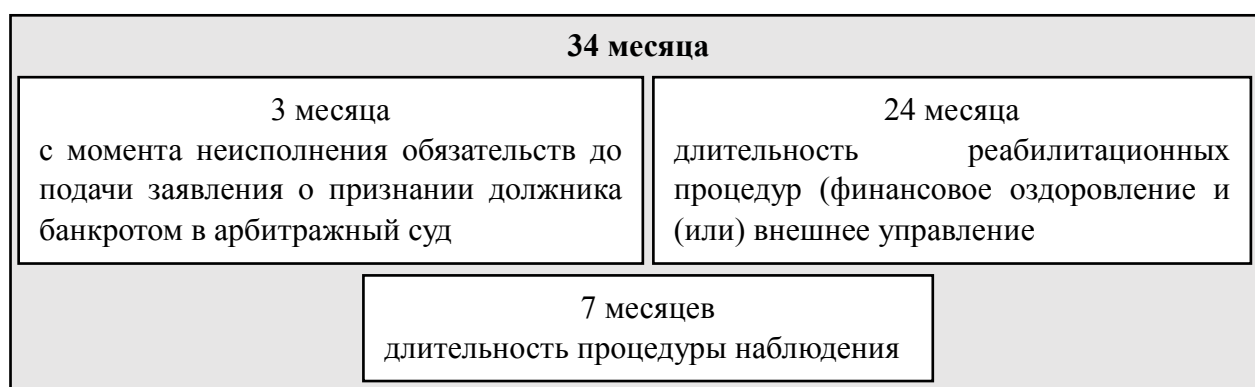 34 месяца
3 месяца
с момента неисполнения обязательств до
подачи заявления о признании должника
банкротом в арбитражный суд
24 месяца
длительность реабилитационных
процедур (финансовое оздоровление и
(или) внешнее управление
7 месяцев
длительность процедуры наблюдения